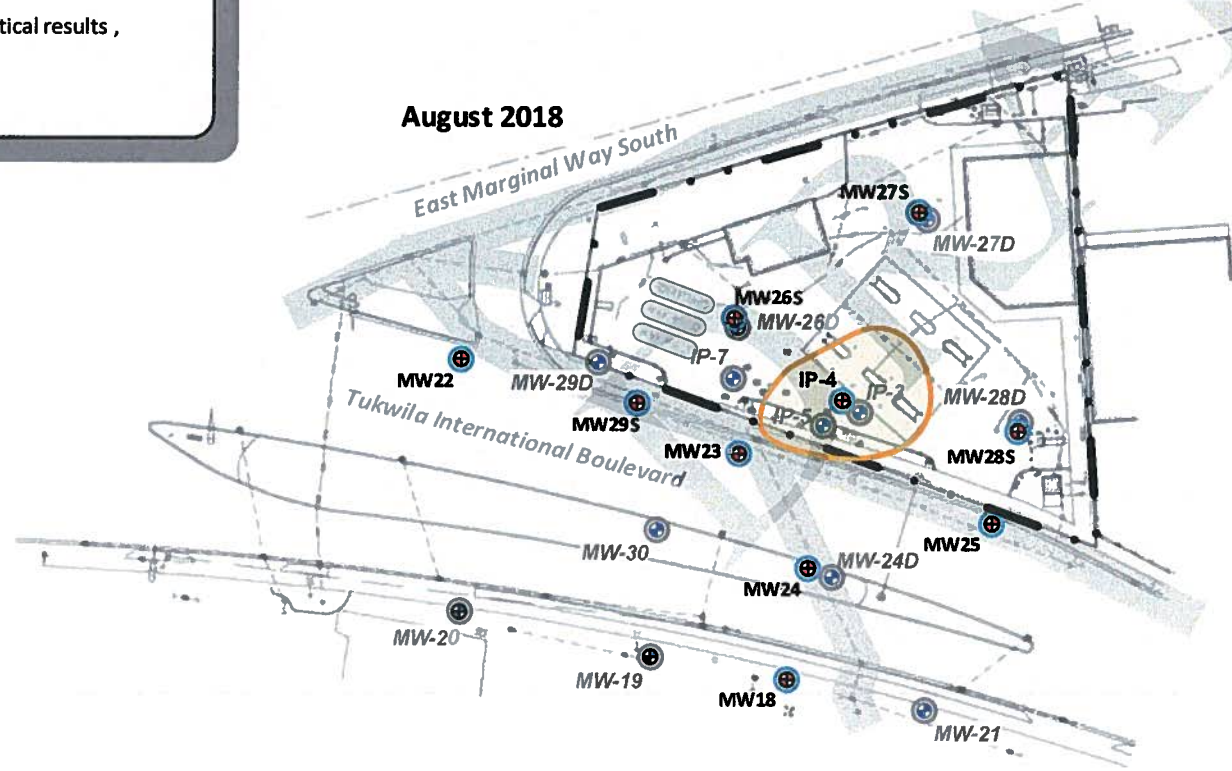 tical results ,
August 2018
East Marginal Way South
MW27S
MW-27D
MW26S
MW-26D
IP-7
IP-4
MW22
MW-29D
IP-5
MW-28D
Tukwila International Boulevard
MW29S
MW23
MW28S
MW-30
MW25
MW-24D
MW24
MW-20
MW-19
MW18
MW-21